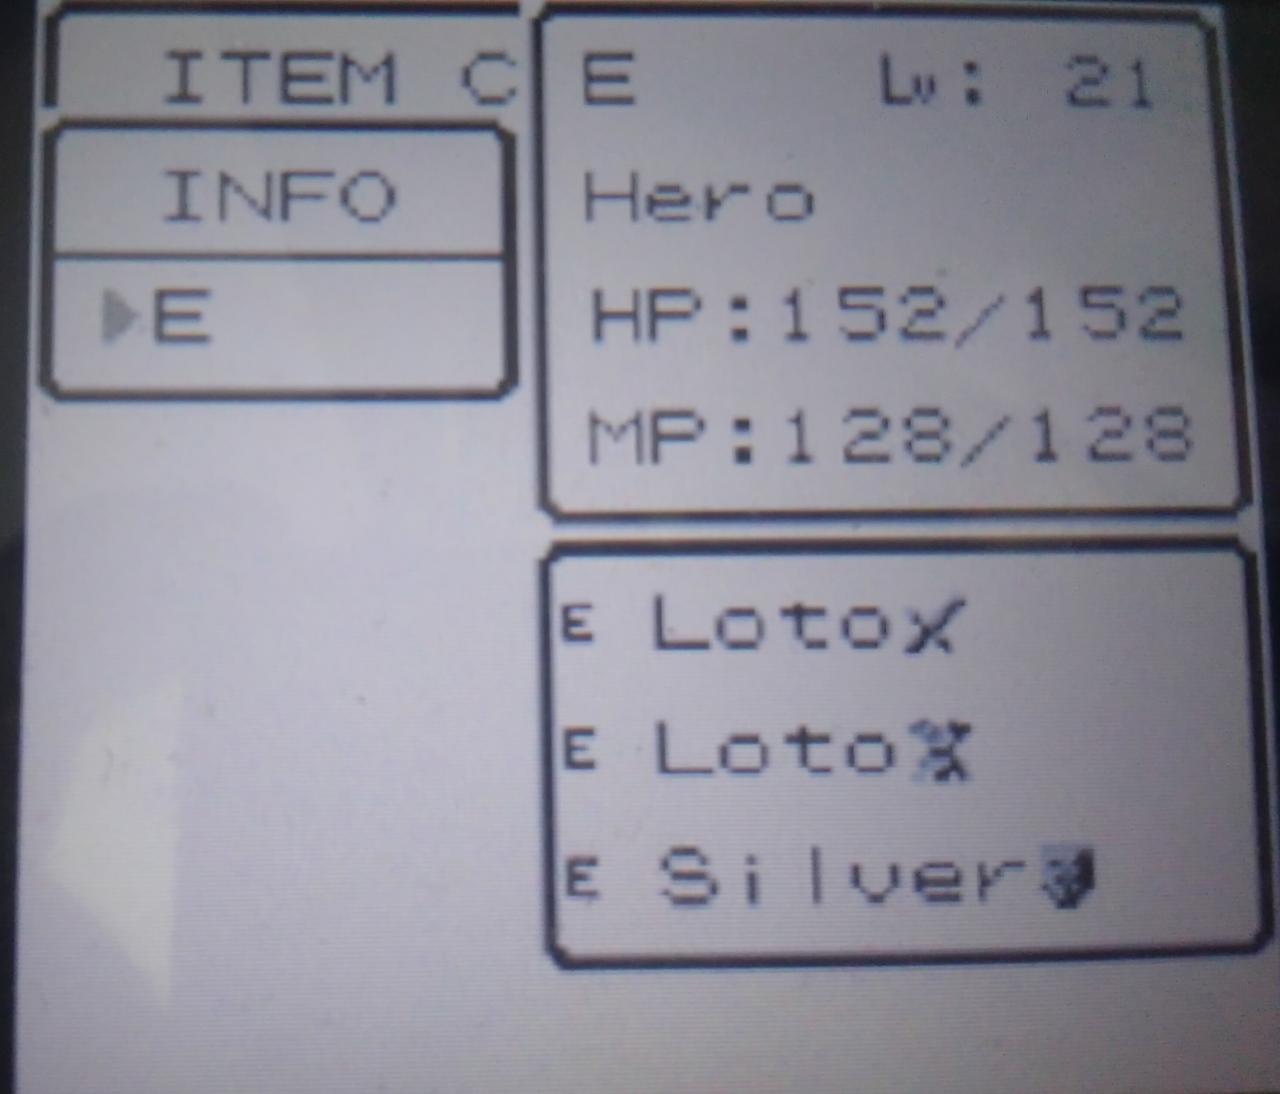 ITEM C
INFO
E
E Lv: 21
Hero
HP:152/152
MP:128/128
E Loto
E Loto
E Silver